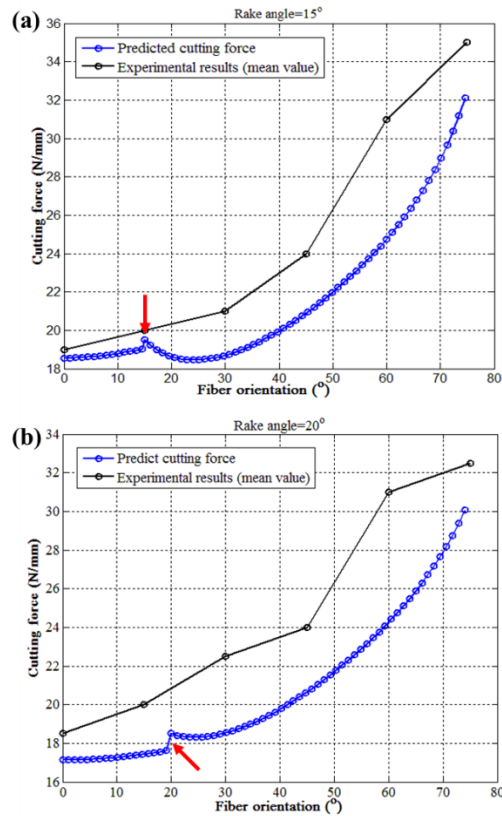 (a)
Rake angle=15°
Predicted cutting force
Experimental results (mean value)
Cutting force (N/mm)
36
34
32
30
28
26
24
22
20
18
0 10 20 30 40 50 60 70 80
Fiber orientation (°)
(b)
Rake angle=20°
Predict cutting force
Experimental results (mean value)
Cutting force (N/mm)
34
32
30
28
26
24
22
20
18
16
0 10 20 30 40 50 60 70 80
Fiber orientation (°)